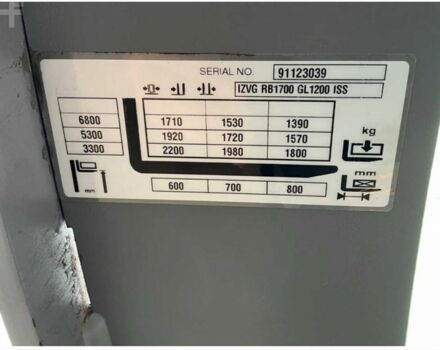 SERIAL NO. 91123039
IZVG RB1700 GL1200 ISS
6800 1710 1530 1390
5300 1920 1720 1570
3300 2200 1980 1800
kg
mm
mm
600 700 800